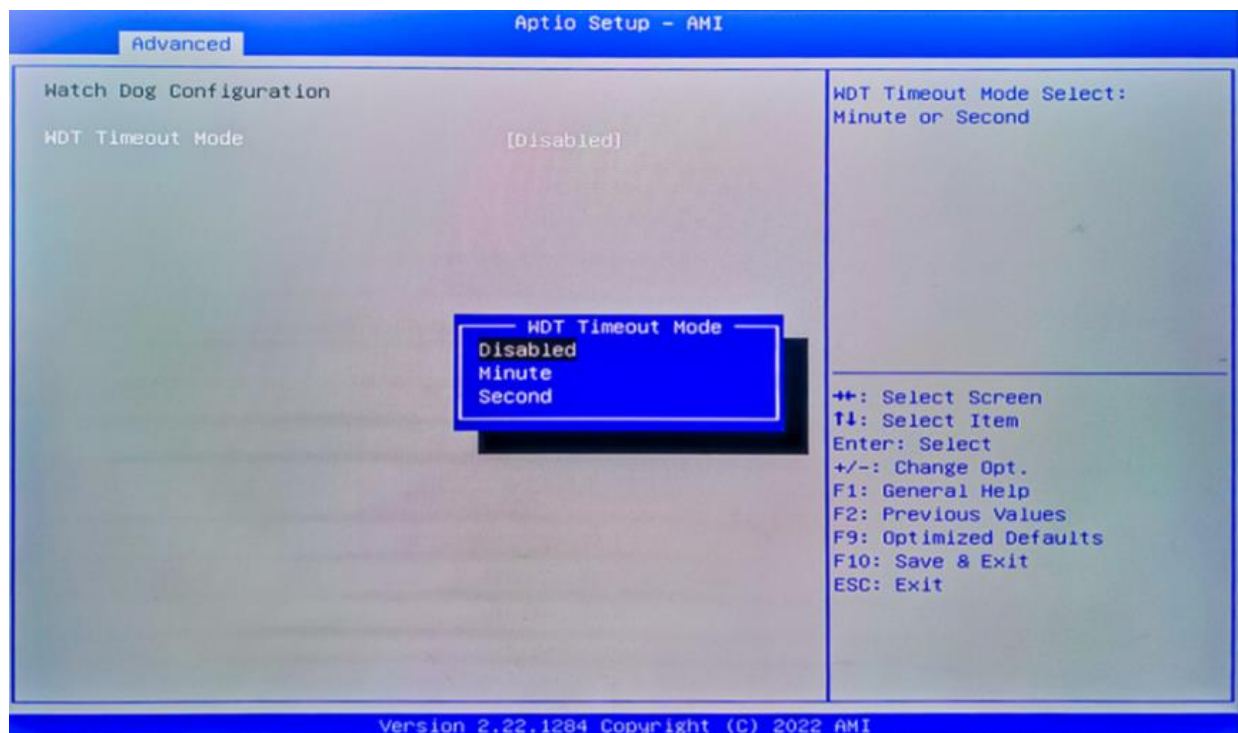 Aptio Setup – AMI
Advanced
Watch Dog Configuration
WDT Timeout Mode [Disabled]
WDT Timeout Mode
Disabled
Minute
Second
WDT Timeout Mode Select:
Minute or Second
→←: Select Screen
↑↓: Select Item
Enter: Select
+/-: Change Opt.
F1: General Help
F2: Previous Values
F9: Optimized Defaults
F10: Save & Exit
ESC: Exit
Version 2.22.1284 Copyright (C) 2022 AMI